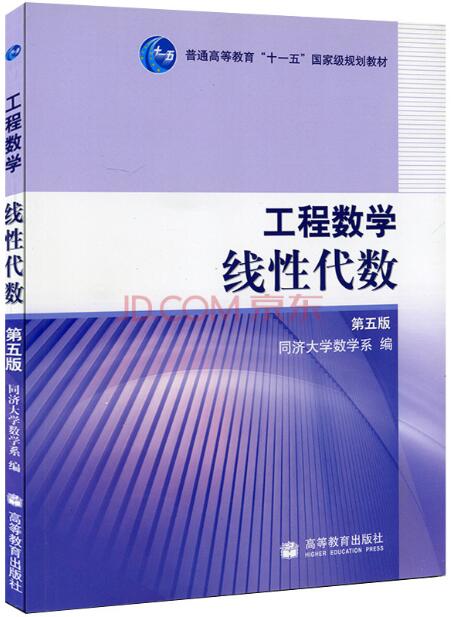 十一五
普通高等教育“十一五”国家级规划教材
工程数学
线性代数
JD.COM 京东
第五版
同济大学数学系 编
高等教育出版社
HIGHER EDUCATION PRESS
十一五
工程数学
线性代数
第五版
同济大学数学系 编
高等教育出版社